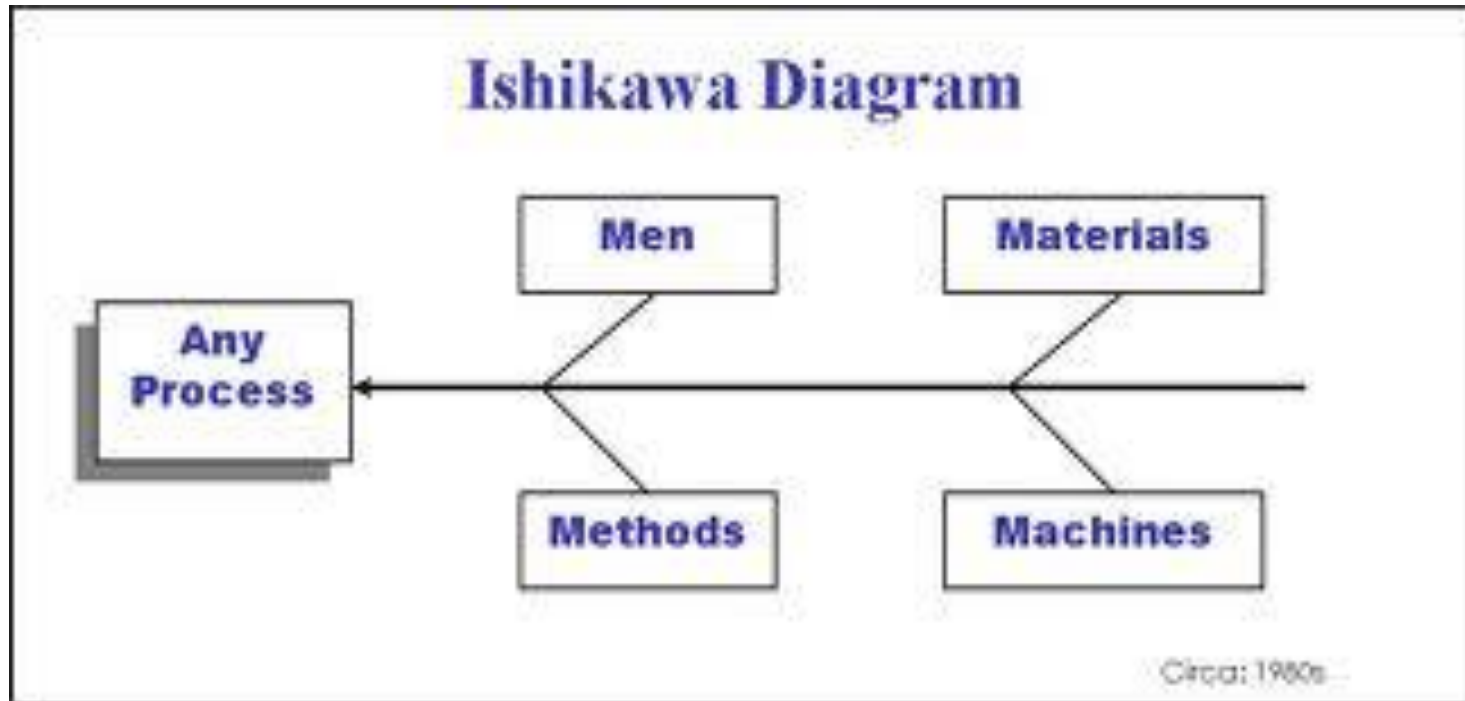 Ishikawa Diagram
Men
Materials
Any
Process
Methods
Machines
Circa: 1980s